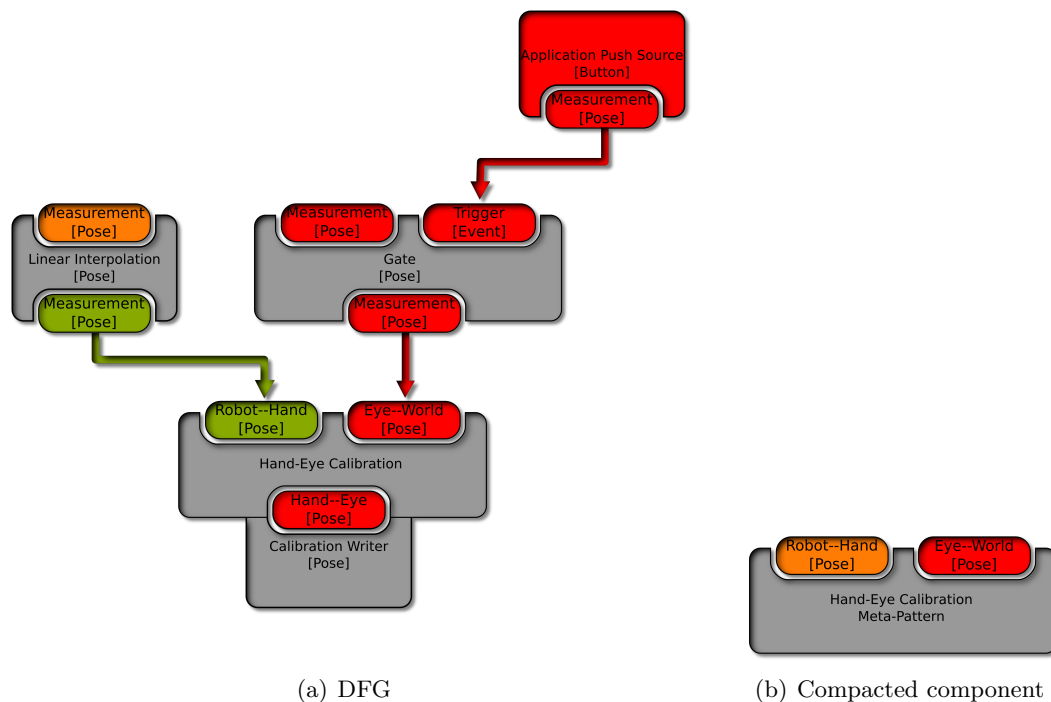 Application Push Source
[Button]
Measurement
[Pose]
Measurement
[Pose]
Linear Interpolation
[Pose]
Measurement
[Pose]
Measurement
[Pose]
Trigger
[Event]
Gate
[Pose]
Measurement
[Pose]
Robot--Hand
[Pose]
Eye--World
[Pose]
Hand-Eye Calibration
Hand--Eye
[Pose]
Calibration Writer
[Pose]
(a) DFG
Robot--Hand
[Pose]
Eye--World
[Pose]
Hand-Eye Calibration
Meta-Pattern
(b) Compacted component